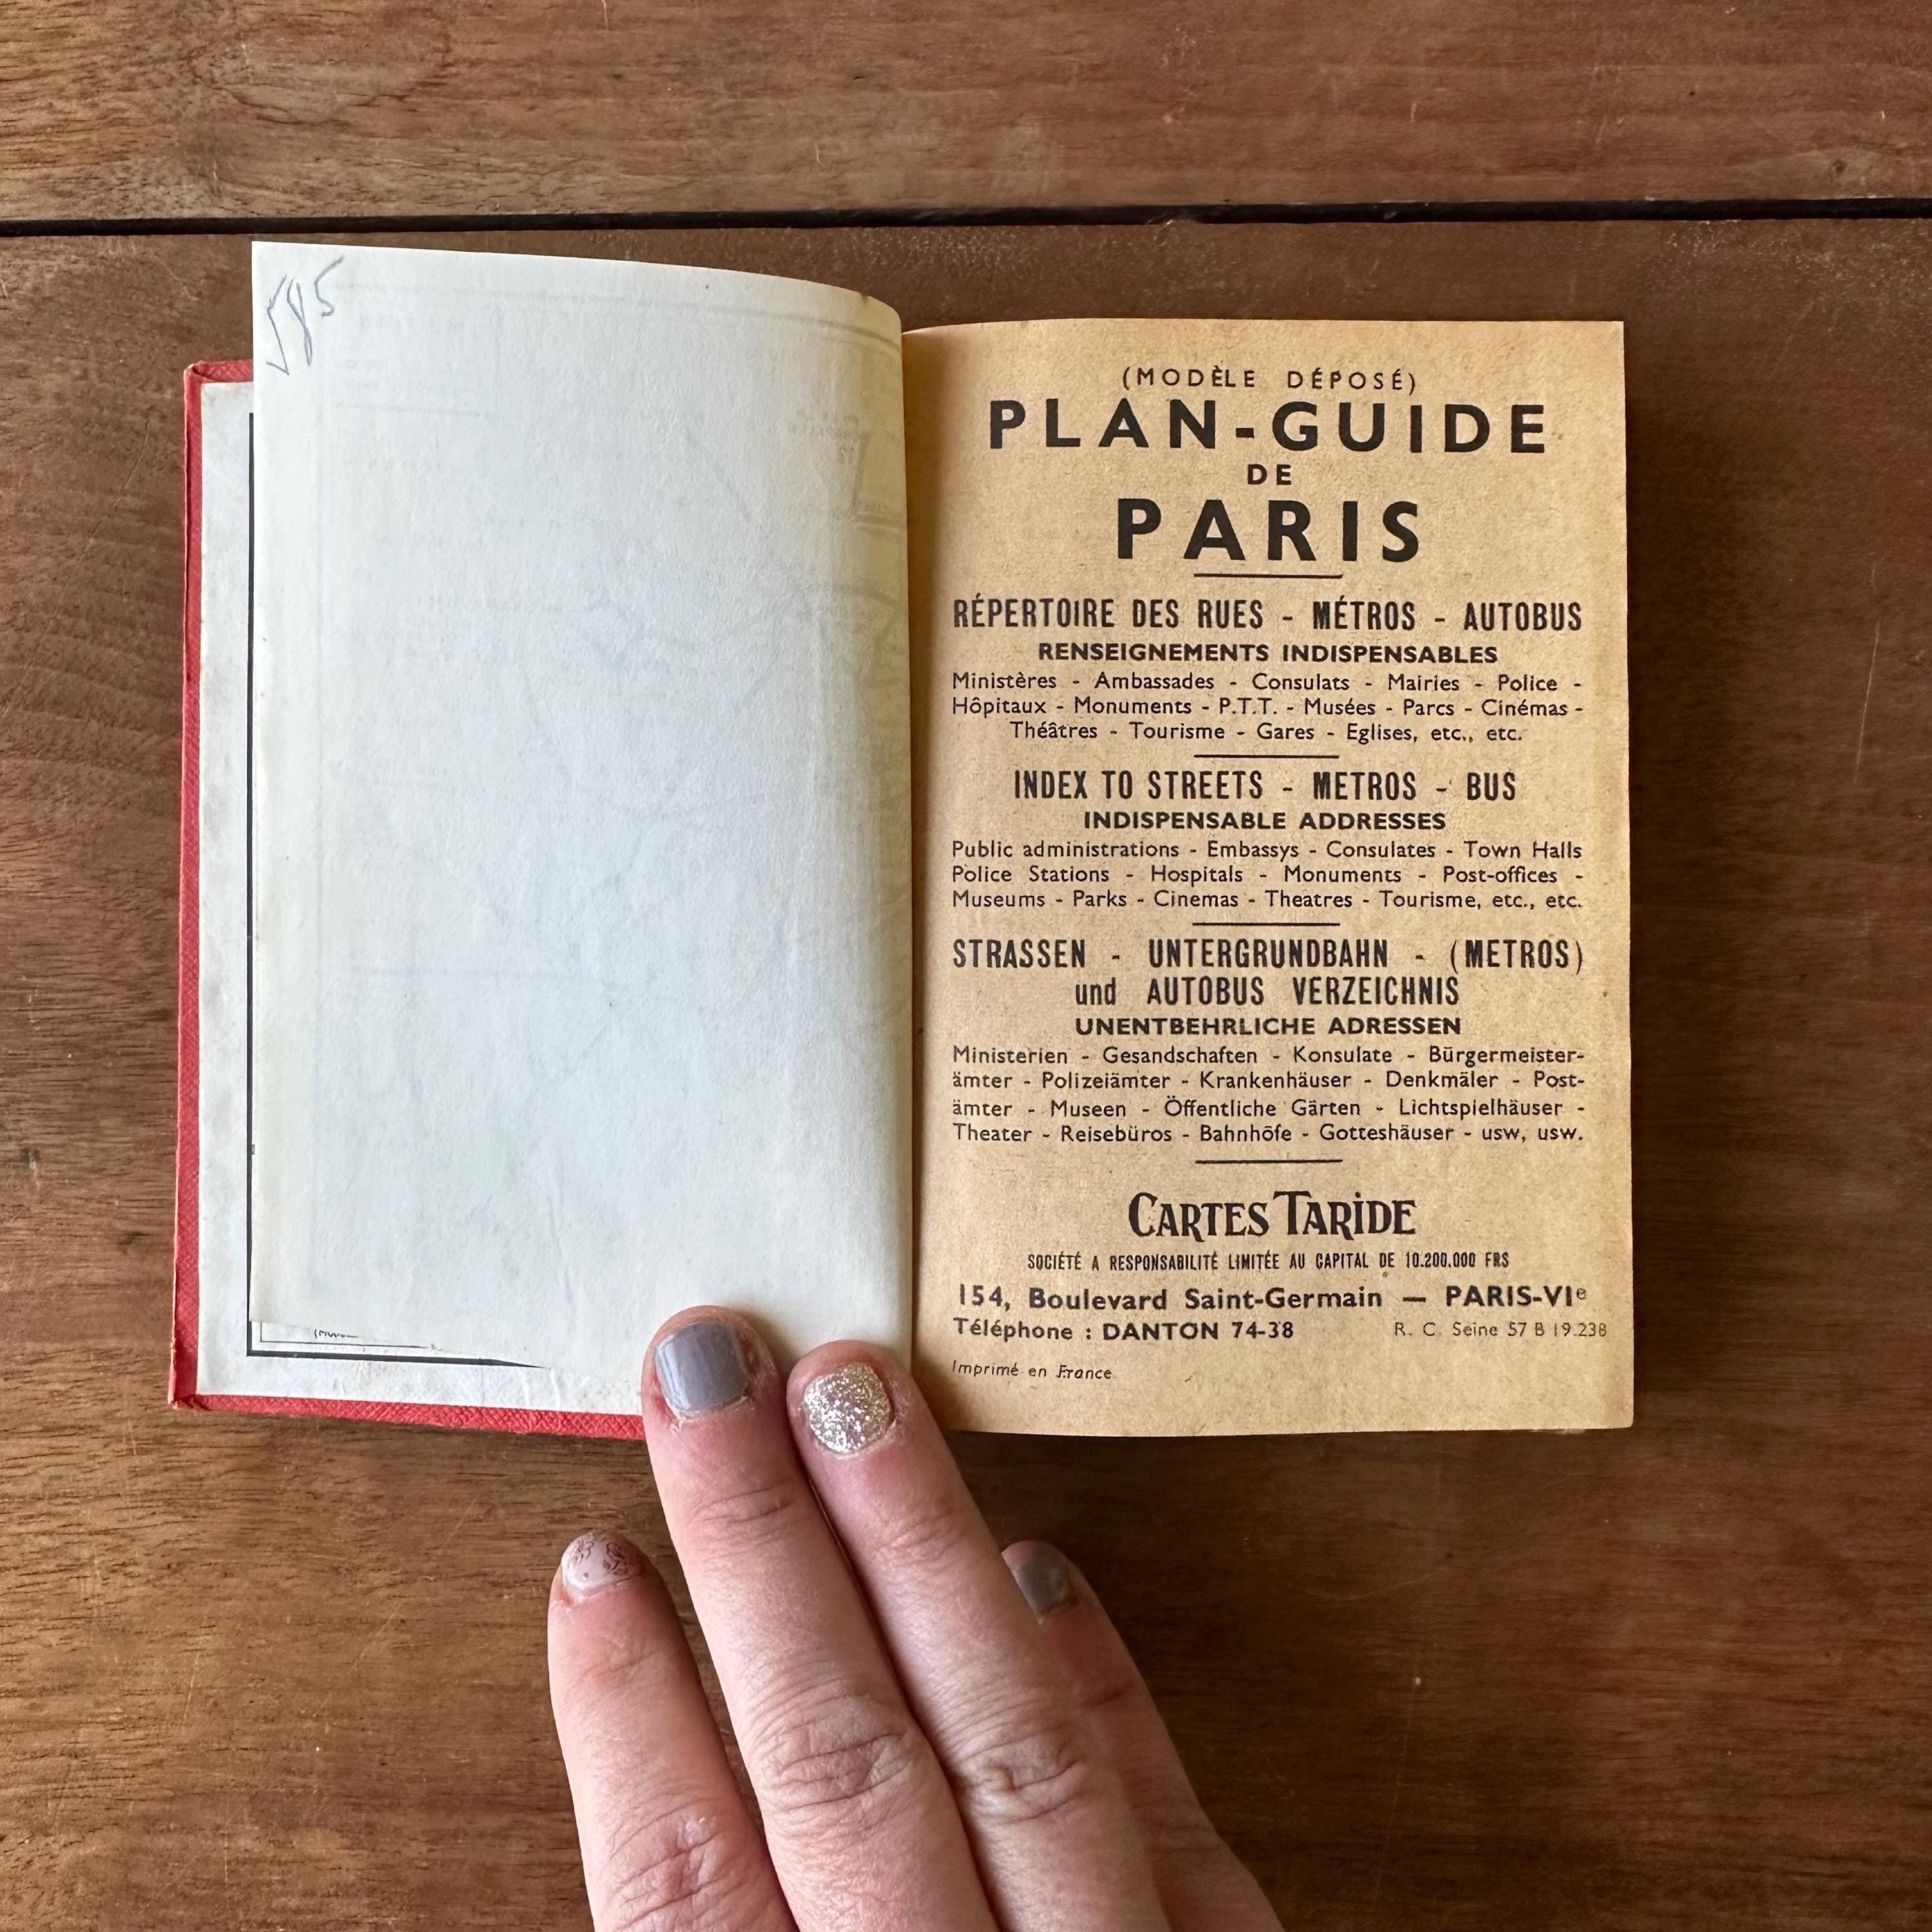 585
(MODÈLE DÉPOSÉ)
PLAN-GUIDE
DE
PARIS
RÉPERTOIRE DES RUES - MÉTROS - AUTOBUS
RENSEIGNEMENTS INDISPENSABLES
Ministères - Ambassades - Consulats - Mairies - Police -
Hôpitaux - Monuments - P.T.T. - Musées - Parcs - Cinémas -
Théâtres - Tourisme - Gares - Eglises, etc., etc.
INDEX TO STREETS - METROS - BUS
INDISPENSABLE ADDRESSES
Public administrations - Embassys - Consulates - Town Halls
Police Stations - Hospitals - Monuments - Post-offices -
Museums - Parks - Cinemas - Theatres - Tourisme, etc., etc.
STRASSEN - UNTERGRUNDBAHN - (METROS)
und AUTOBUS VERZEICHNIS
UNENTBEHRLICHE ADRESSEN
Ministerien - Gesandschaften - Konsulate - Bürgermeister-
ämter - Polizeiämter - Krankenhäuser - Denkmäler - Post-
ämter - Museen - Öffentliche Gärten - Lichtspielhäuser -
Theater - Reisebüros - Bahnhöfe - Gotteshäuser - usw, usw.
CARTES TARIDE
SOCIÉTÉ A RESPONSABILITÉ LIMITÉE AU CAPITAL DE 10.200.000 FRS
154, Boulevard Saint-Germain — PARIS-VIe
Téléphone : DANTON 74-38 R. C. Seine 57 B 19.238
Imprimé en France